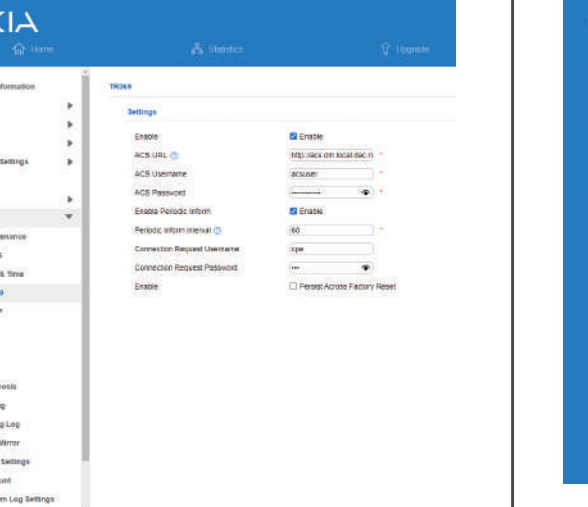 KIA
Home
Statistics
Upgrade
formation
TR069
Settings
Settings
Enable
Enable
ACS URL
ACS Username
acsuser
ACS Password
Enable Periodic Inform
Enable
Periodic Inform Interval
60
Connection Request Username
cpe
Connection Request Password
Enable
Persist Across Factory Reset
enance
& Time
nosis
g Log
Mirror
Settings
unt
m Log Settings